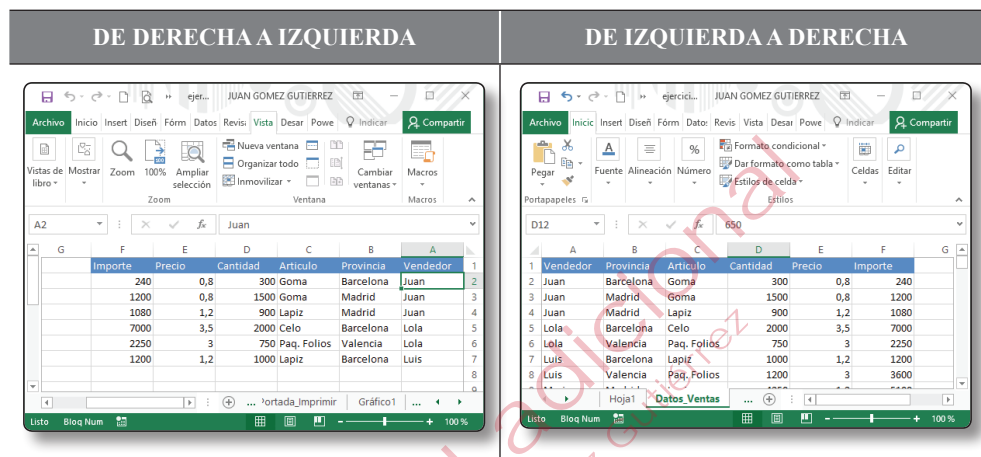 DE DERECHA A IZQUIERDA
ejer... JUAN GOMEZ GUTIERREZ
Archivo Inicio Insert Diseñ Fórm Datos Revis Vista Desar Powe Indicar Compartir
Vistas de libro Mostrar Zoom 100% Ampliar selección
Nueva ventana
Organizar todo
Inmovilizar
Cambiar ventanas Macros
Zoom Ventana Macros
A2 fx Juan
G F E D C B A
Importe Precio Cantidad Articulo Provincia Vendedor 1
240 0,8 300 Goma Barcelona Juan 2
1200 0,8 1500 Goma Madrid Juan 3
1080 1,2 900 Lapiz Madrid Juan 4
7000 3,5 2000 Celo Barcelona Lola 5
2250 3 750 Paq. Folios Valencia Lola 6
1200 1,2 1000 Lapiz Barcelona Luis 7
8
... Portada_Imprimir Gráfico1 ...
Listo Bloq Num 100 %
DE IZQUIERDA A DERECHA
ejercici... JUAN GOMEZ GUTIERREZ
Archivo Inicio Insert Diseñ Fórm Datos Revis Vista Desar Powe Indicar Compartir
Pegar Fuente Alineación Número
Formato condicional
Dar formato como tabla
Estilos de celda
Celdas Editar
Portapapeles Estilos
D12 fx 650
A B C D E F G
1 Vendedor Provincia Articulo Cantidad Precio Importe
2 Juan Barcelona Goma 300 0,8 240
3 Juan Madrid Goma 1500 0,8 1200
4 Juan Madrid Lapiz 900 1,2 1080
5 Lola Barcelona Celo 2000 3,5 7000
6 Lola Valencia Paq. Folios 750 3 2250
7 Luis Barcelona Lapiz 1000 1,2 1200
8 Luis Valencia Paq. Folios 1200 3 3600
Hoja1 Datos_Ventas ...
Listo Bloq Num 100 %
adicional
Gutiérrez